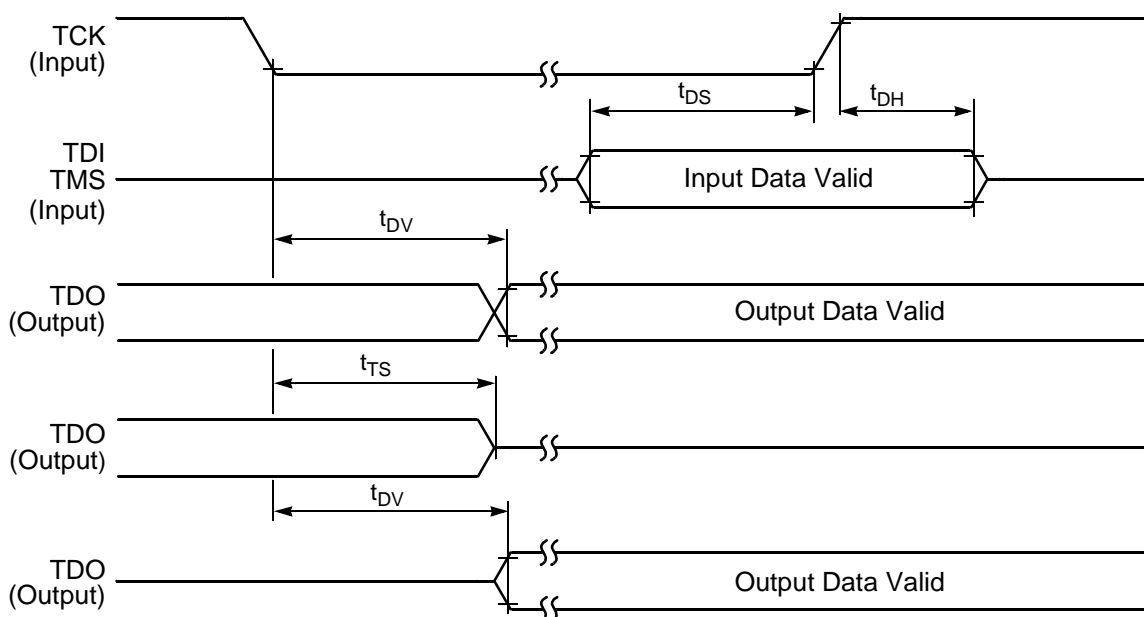 TCK
(Input)
tDS
tDH
TDI
TMS
(Input)
Input Data Valid
tDV
TDO
(Output)
Output Data Valid
tTS
TDO
(Output)
tDV
TDO
(Output)
Output Data Valid